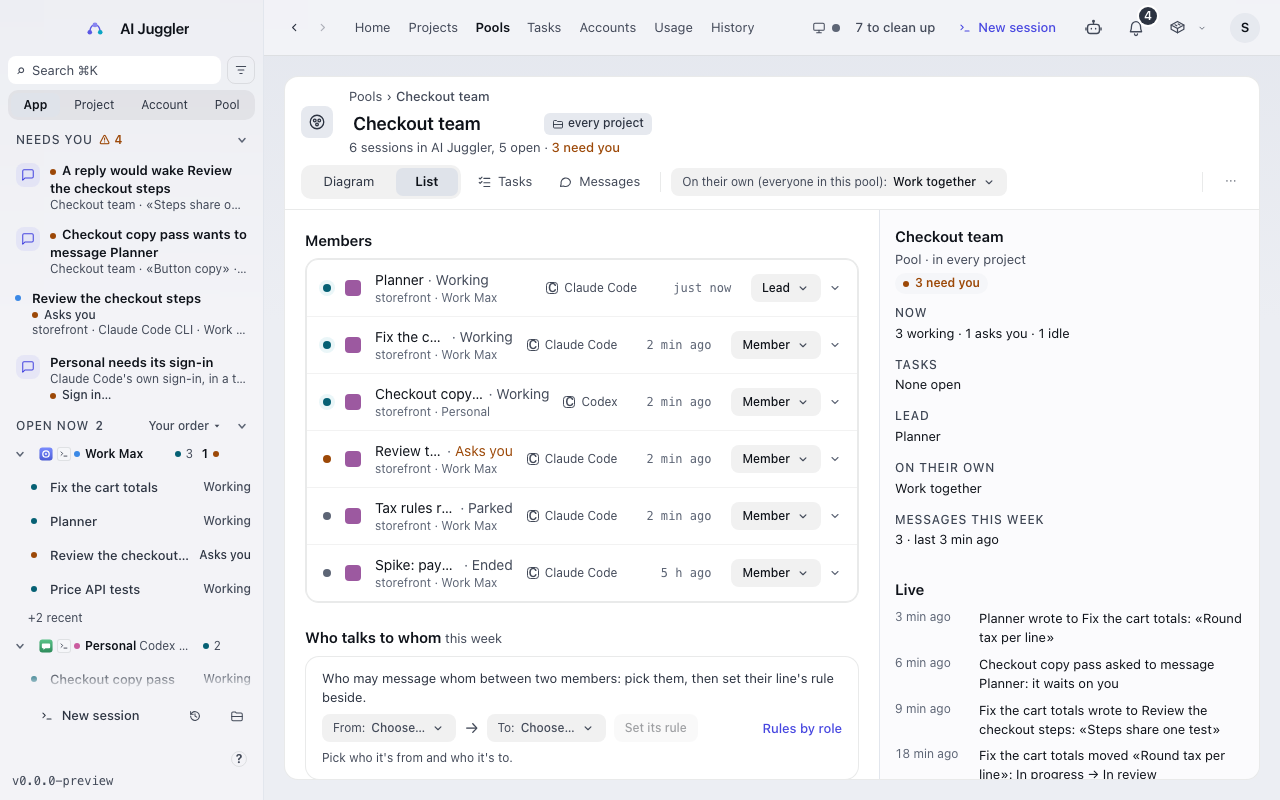 AI Juggler
Search ⌘K
App Project Account Pool
NEEDS YOU 4
A reply would wake Review
the checkout steps
Checkout team · «Steps share o…
Checkout copy pass wants to
message Planner
Checkout team · «Button copy» ·…
Review the checkout steps
Asks you
storefront · Claude Code CLI · Work …
Personal needs its sign-in
Claude Code's own sign-in, in a t…
Sign in…
OPEN NOW 2 Your order
Work Max 3 1
Fix the cart totals Working
Planner Working
Review the checkout… Asks you
Price API tests Working
+2 recent
Personal Codex … 2
Checkout copy pass Working
New session
?
v0.0.0-preview
Home Projects Pools Tasks Accounts Usage History
7 to clean up
New session
4
S
Pools › Checkout team
Checkout team every project
6 sessions in AI Juggler, 5 open · 3 need you
Diagram List Tasks Messages On their own (everyone in this pool): Work together …
Members
Planner · Working
storefront · Work Max
Claude Code just now Lead
Fix the c… · Working
storefront · Work Max
Claude Code 2 min ago Member
Checkout copy… · Working
storefront · Personal
Codex 2 min ago Member
Review t… · Asks you
storefront · Work Max
Claude Code 2 min ago Member
Tax rules r… · Parked
storefront · Work Max
Claude Code 2 min ago Member
Spike: pay… · Ended
storefront · Work Max
Claude Code 5 h ago Member
Who talks to whom this week
Who may message whom between two members: pick them, then set their line's rule
beside.
From: Choose… → To: Choose… Set its rule Rules by role
Pick who it's from and who it's to.
Checkout team
Pool · in every project
3 need you
NOW
3 working · 1 asks you · 1 idle
TASKS
None open
LEAD
Planner
ON THEIR OWN
Work together
MESSAGES THIS WEEK
3 · last 3 min ago
Live
3 min ago Planner wrote to Fix the cart totals: «Round
tax per line»
6 min ago Checkout copy pass asked to message
Planner: it waits on you
9 min ago Fix the cart totals wrote to Review the
checkout steps: «Steps share one test»
18 min ago Fix the cart totals moved «Round tax per
line»: In progress → In review